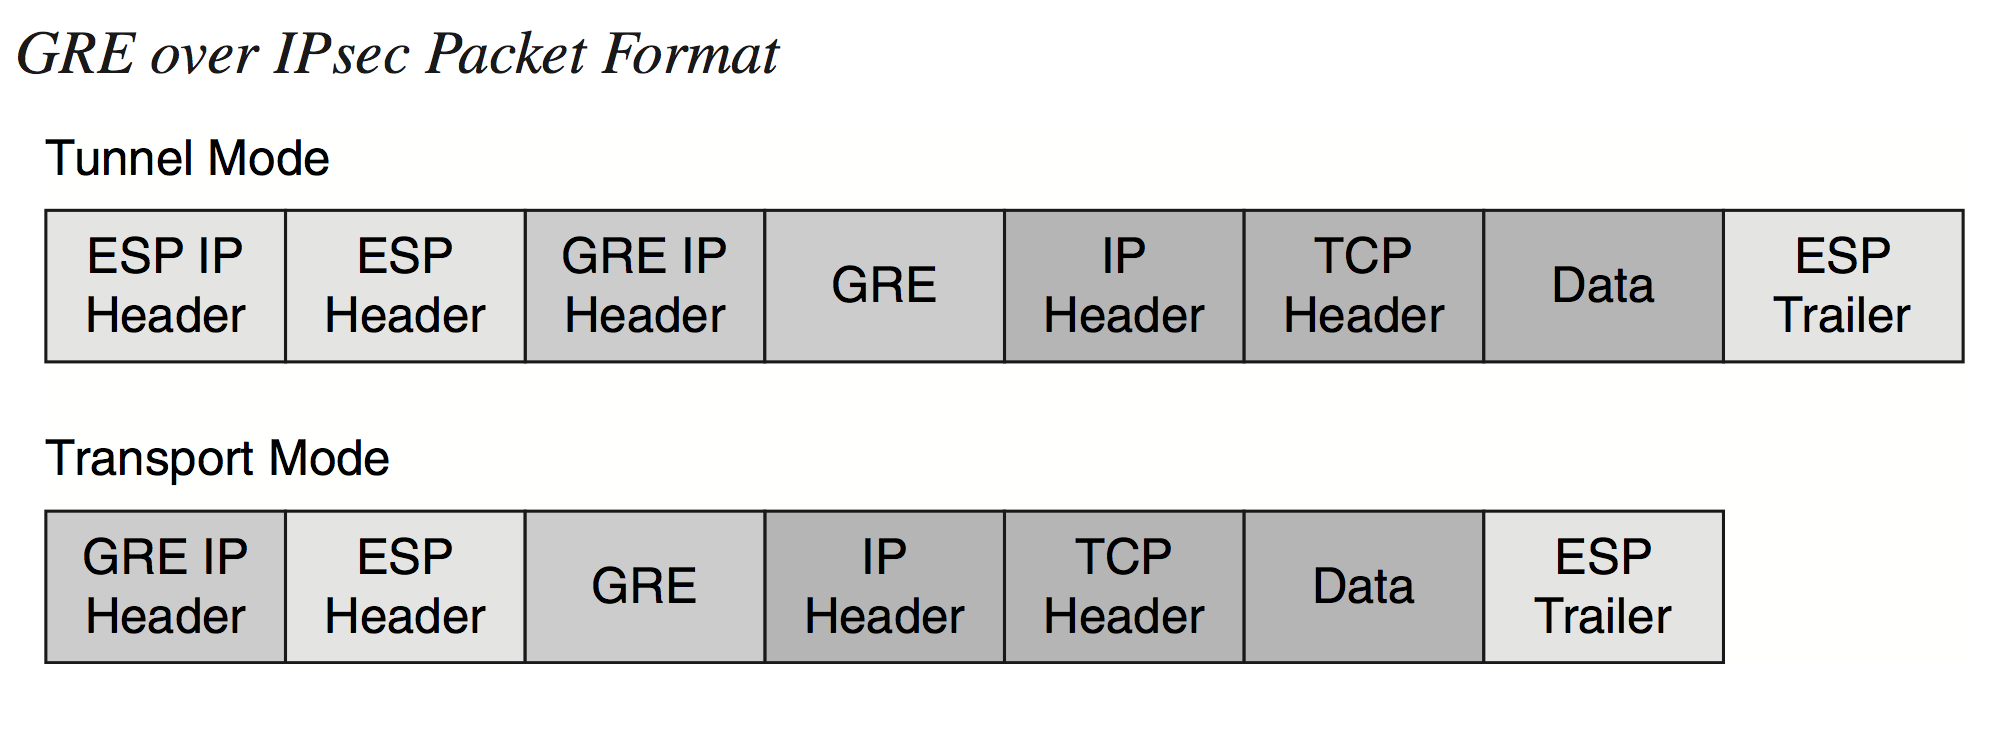 GRE over IPsec Packet Format
Tunnel Mode
ESP IP
Header
ESP
Header
GRE IP
Header
GRE
IP
Header
TCP
Header
Data
ESP
Trailer
Transport Mode
GRE IP
Header
ESP
Header
GRE
IP
Header
TCP
Header
Data
ESP
Trailer